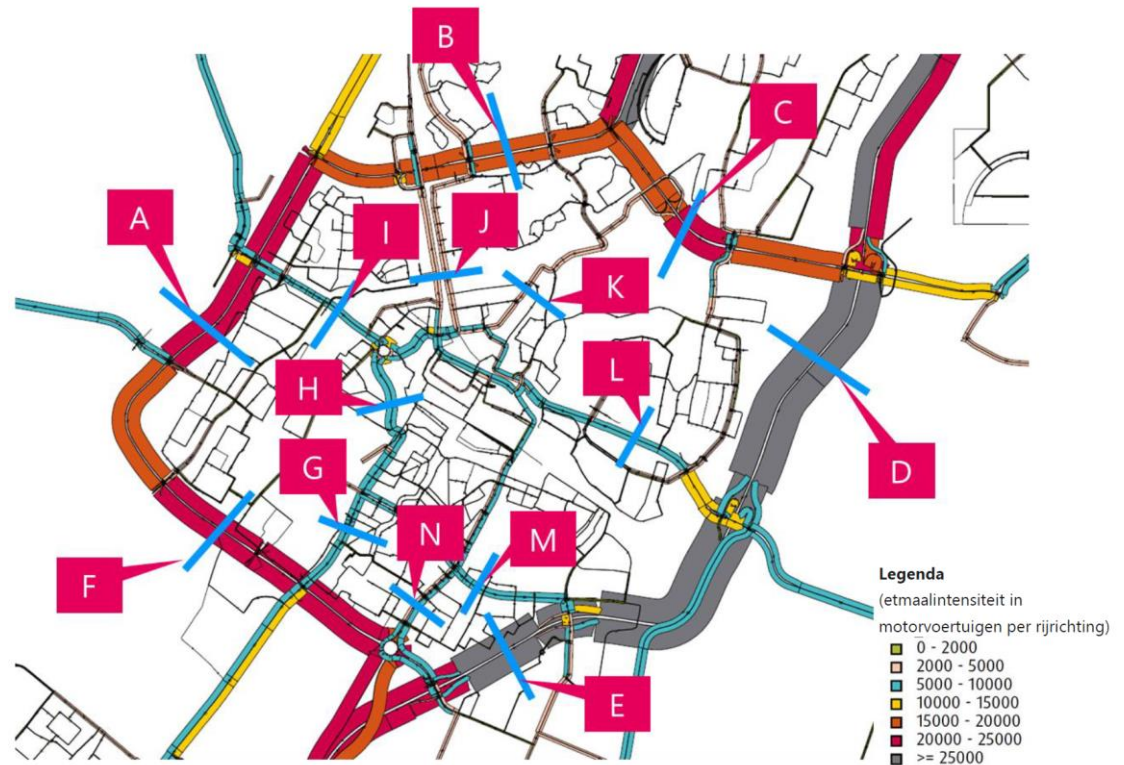 B
C
A
I
J
K
H
L
G
D
N
M
F
E
Legenda
(etmaalintensiteit in
motorvoertuigen per rijrichting)
0 - 2000
2000 - 5000
5000 - 10000
10000 - 15000
15000 - 20000
20000 - 25000
>= 25000